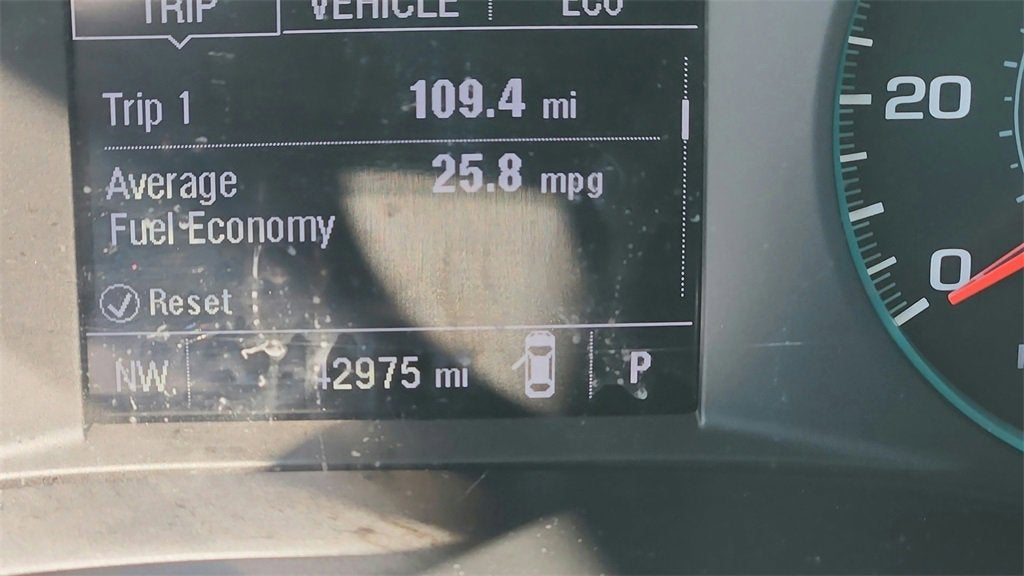 TRIP VEHICLE ECO
Trip 1 109.4 mi
Average 25.8 mpg
Fuel Economy
Reset
NW 42975 mi P
20
0